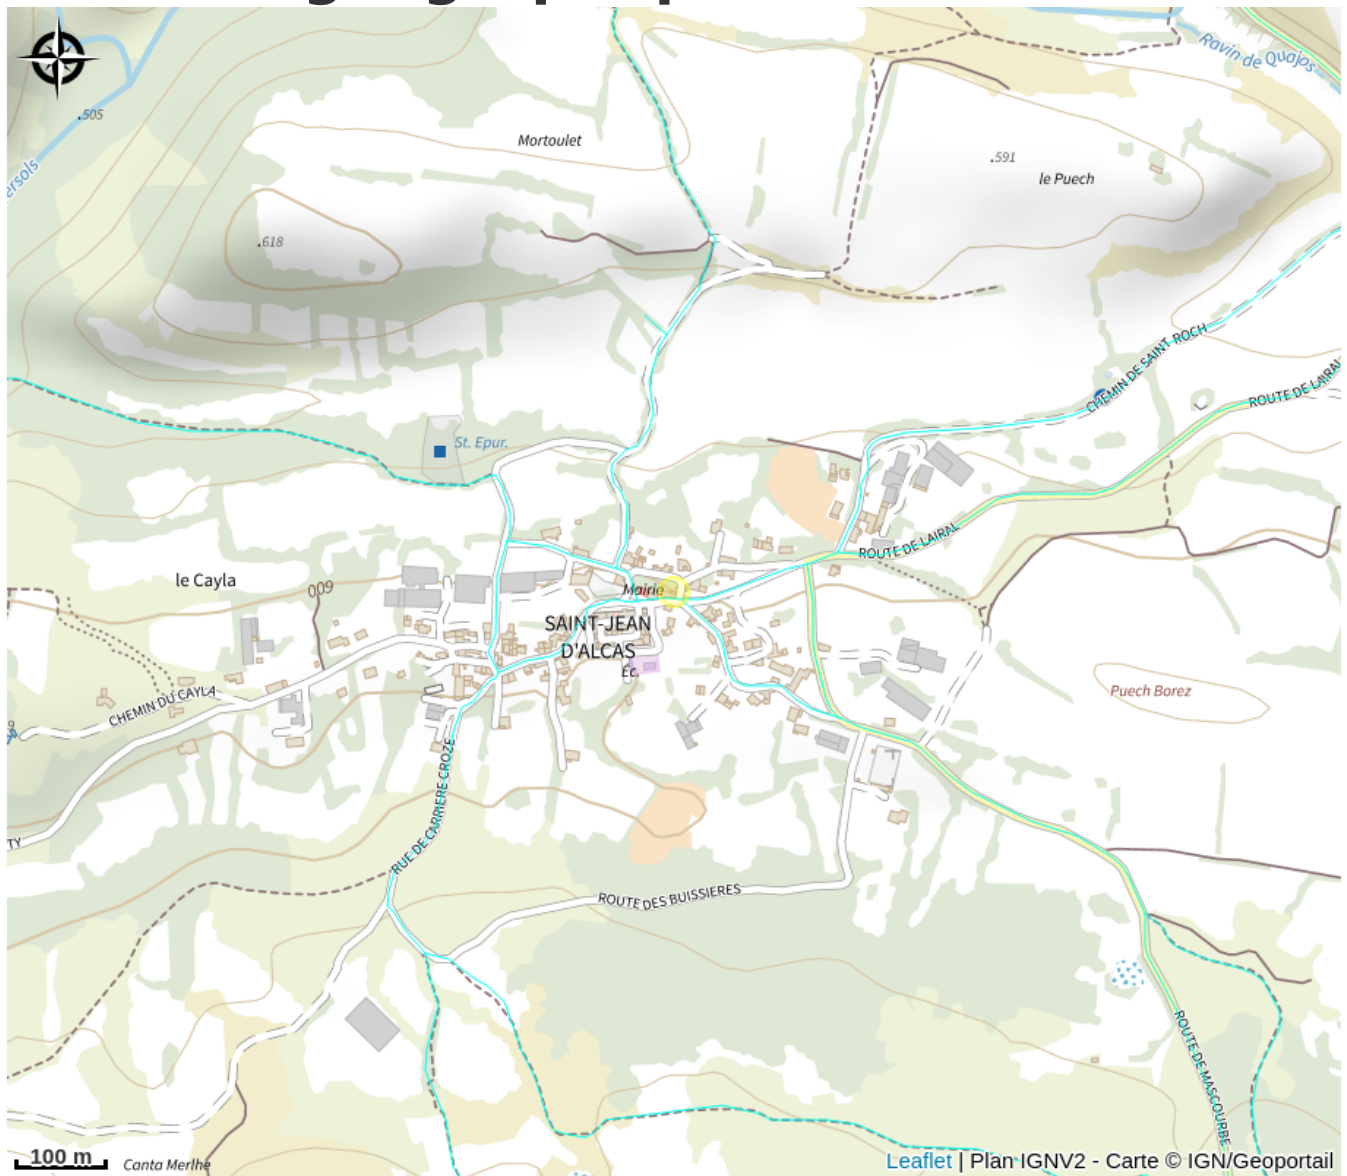 Ravin de Quajos
.505
Mortoulet
.591
le Puech
ersols
.618
CHEMIN DE SAINT ROCH
ROUTE DE LAIRAL
St. Epur.
ROUTE DE LAIRAL
le Cayla
600
Mairie
SAINT-JEAN
D'ALCAS
Éc.
CHEMIN DU CAYLA
Puech Borez
RUE DE CARRIERE CROZE
TY
ROUTE DES BUISSIERES
ROUTE DE MASCOURBE
100 m
Canta Merlhe
Leaflet | Plan IGNV2 - Carte © IGN/Geoportail